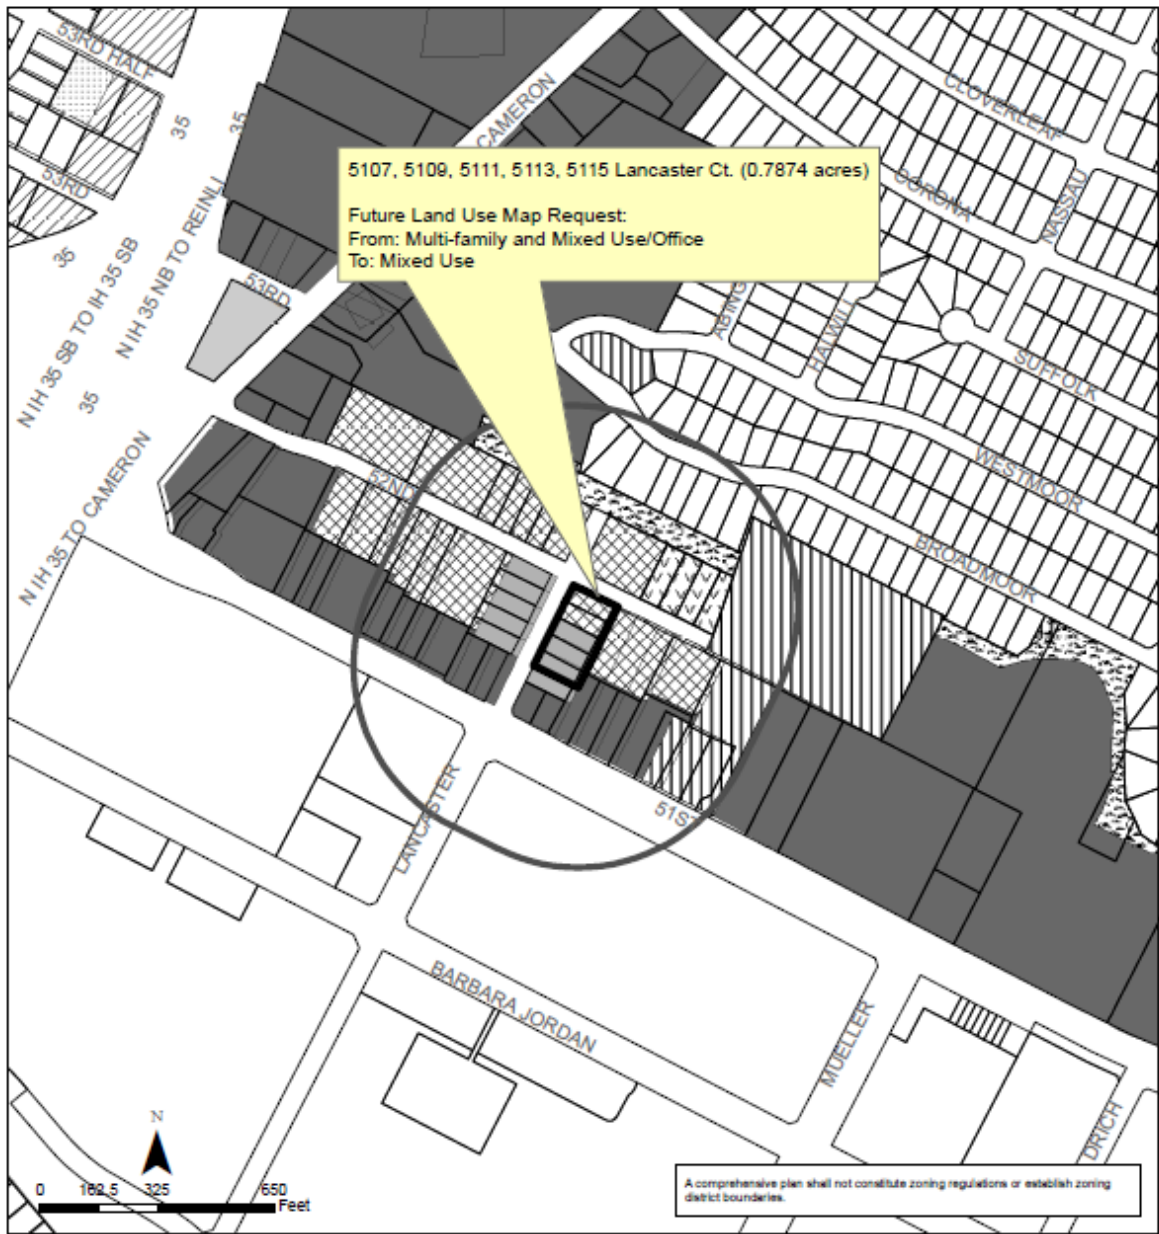 53RD HALF
CAMERON
CLOVERLEAF
35
35
53RD
35
N IH 35 SB TO IH 35 SB
N IH 35 NB TO REINLI
35
5107, 5109, 5111, 5113, 5115 Lancaster Ct. (0.7874 acres)
Future Land Use Map Request:
From: Multi-family and Mixed Use/Office
To: Mixed Use
CORONA
NASSAU
53RD
ABING
HALWILL
SUFFOLK
N IH 35 TO CAMERON
52ND
WESTMOOR
BROADMOOR
LANCASTER
51ST
BARBARA JORDAN
MUELLER
DRICH
N
0 162.5 325 650
Feet
A comprehensive plan shall not constitute zoning regulations or establish zoning
district boundaries.